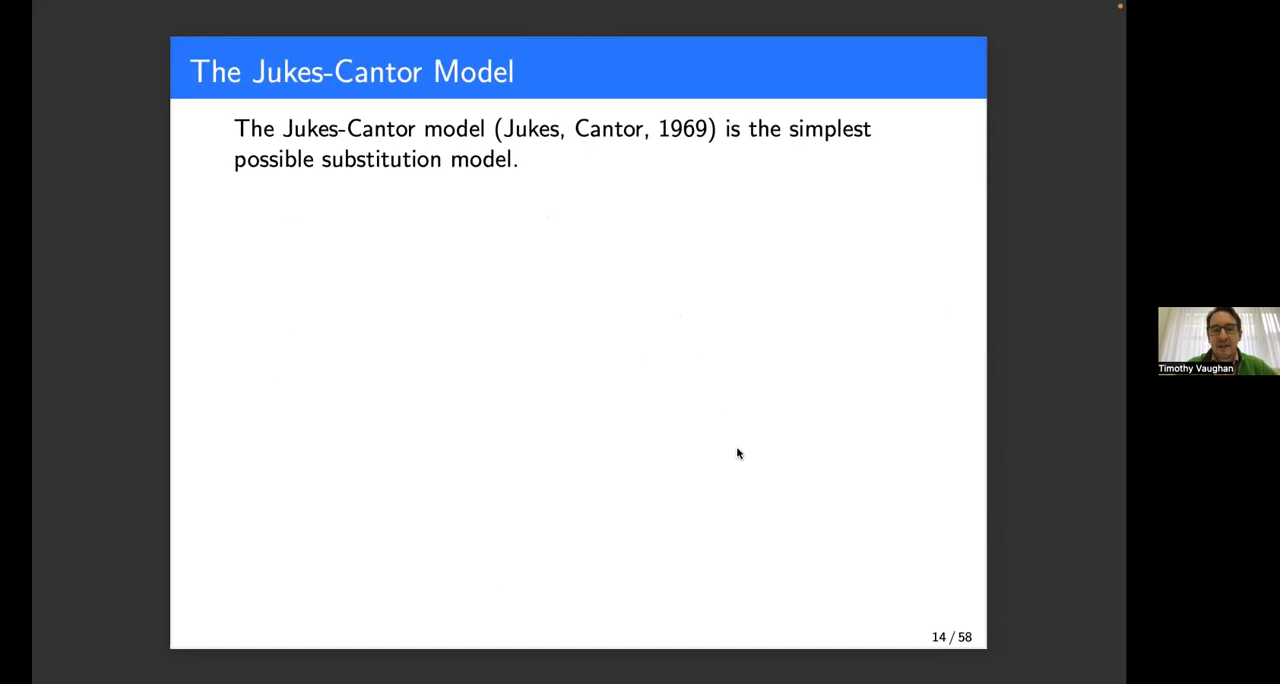 The Jukes-Cantor Model
The Jukes-Cantor model (Jukes, Cantor, 1969) is the simplest
possible substitution model.
Timothy Vaughan
14 / 58